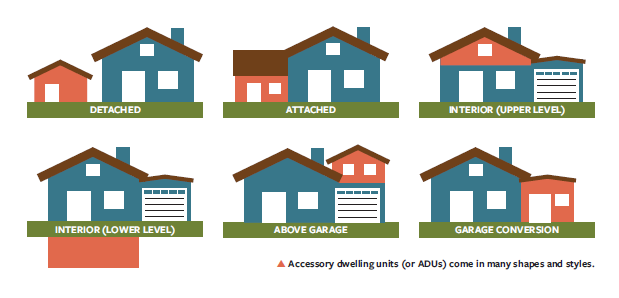 DETACHED
ATTACHED
INTERIOR (UPPER LEVEL)
INTERIOR (LOWER LEVEL)
ABOVE GARAGE
GARAGE CONVERSION
Accessory dwelling units (or ADUs) come in many shapes and styles.